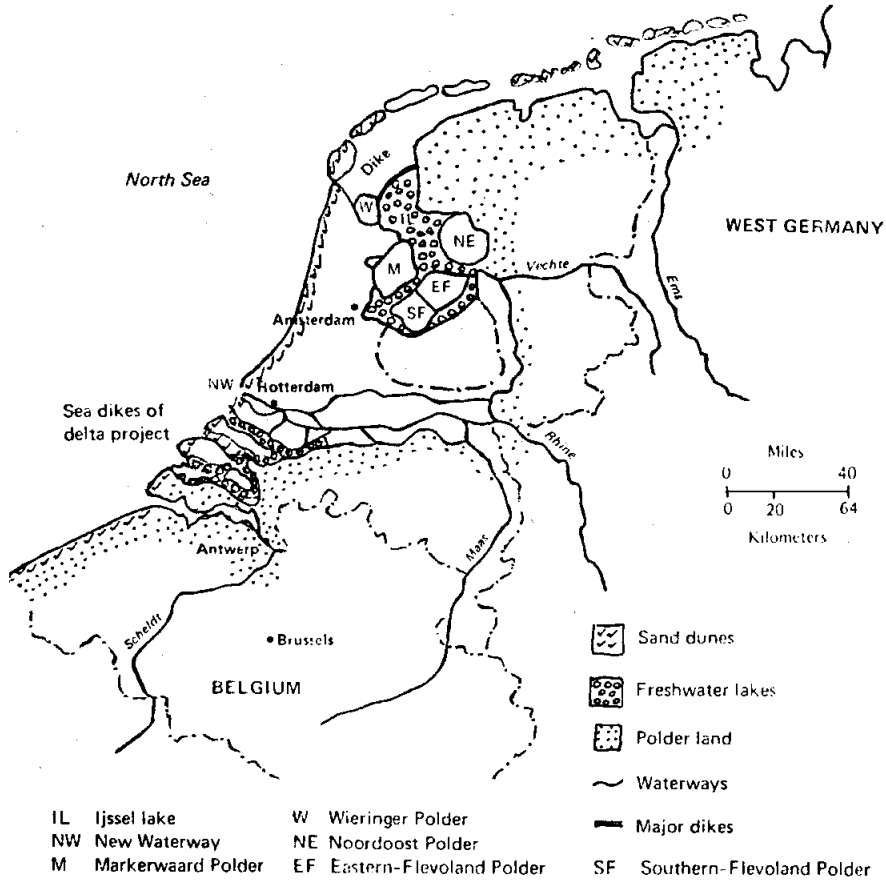 North Sea
Dike
W
IL
NE
WEST GERMANY
M
EF
Vechte
Ems
SF
Amsterdam
NW
Rotterdam
Sea dikes of
delta project
Rhine
Miles
0 40
0 20 64
Kilometers
Antwerp
Maas
Scheldt
Brussels
BELGIUM
Sand dunes
Freshwater lakes
Polder land
Waterways
Major dikes
IL Ijssel lake W Wieringer Polder
NW New Waterway NE Noordoost Polder
M Markerwaard Polder EF Eastern-Flevoland Polder SF Southern-Flevoland Polder